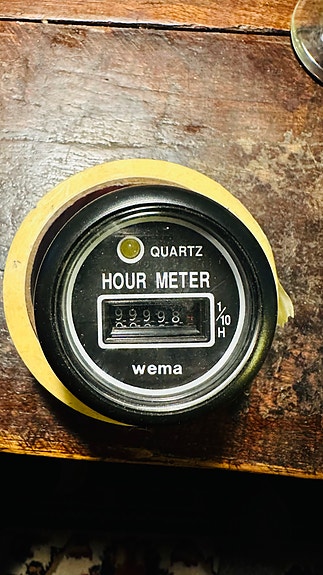 QUARTZ
HOUR METER
99998
1/10
H
wema